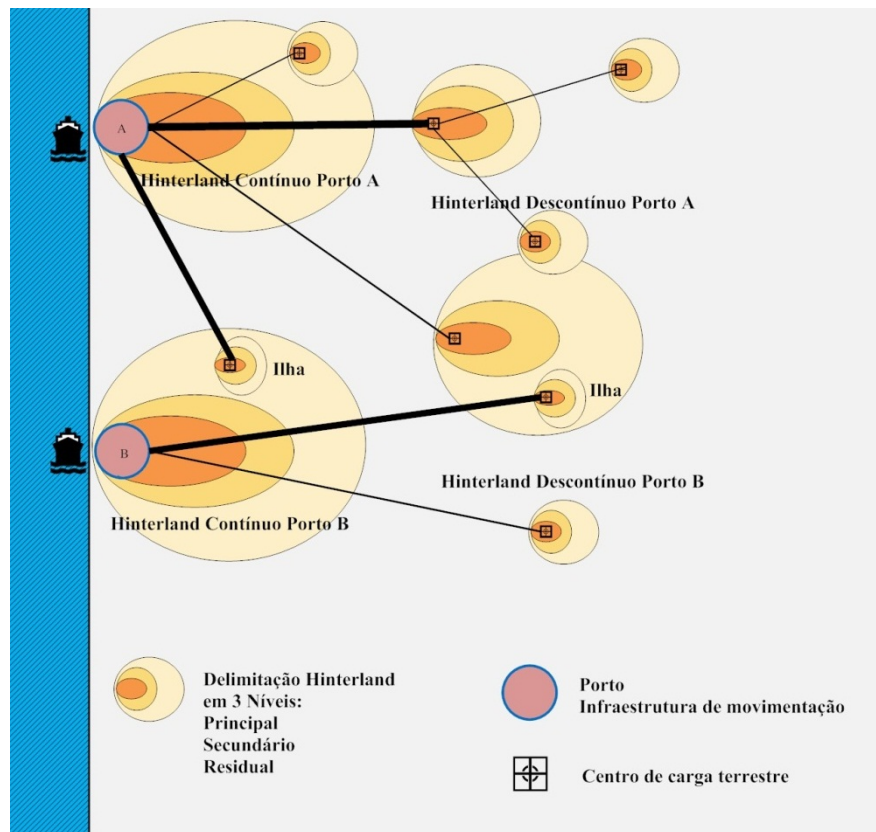 A
Hinterland Contínuo Porto A
Hinterland Descontínuo Porto A
Ilha
Ilha
B
Hinterland Descontínuo Porto B
Hinterland Contínuo Porto B
Delimitação Hinterland
em 3 Níveis:
Principal
Secundário
Residual
Porto
Infraestrutura de movimentação
Centro de carga terrestre